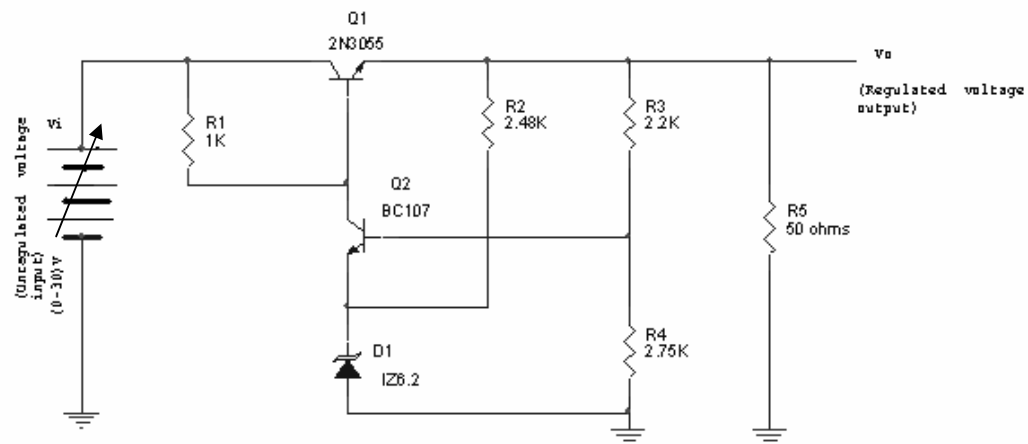 Q1
2N3055
Vo
(Regulated voltage
output)
R1
1K
R2
2.48K
R3
2.2K
Vi
(Unregulated voltage
input)
(0-30)V
Q2
BC107
R5
50 ohms
D1
IZ6.2
R4
2.75K